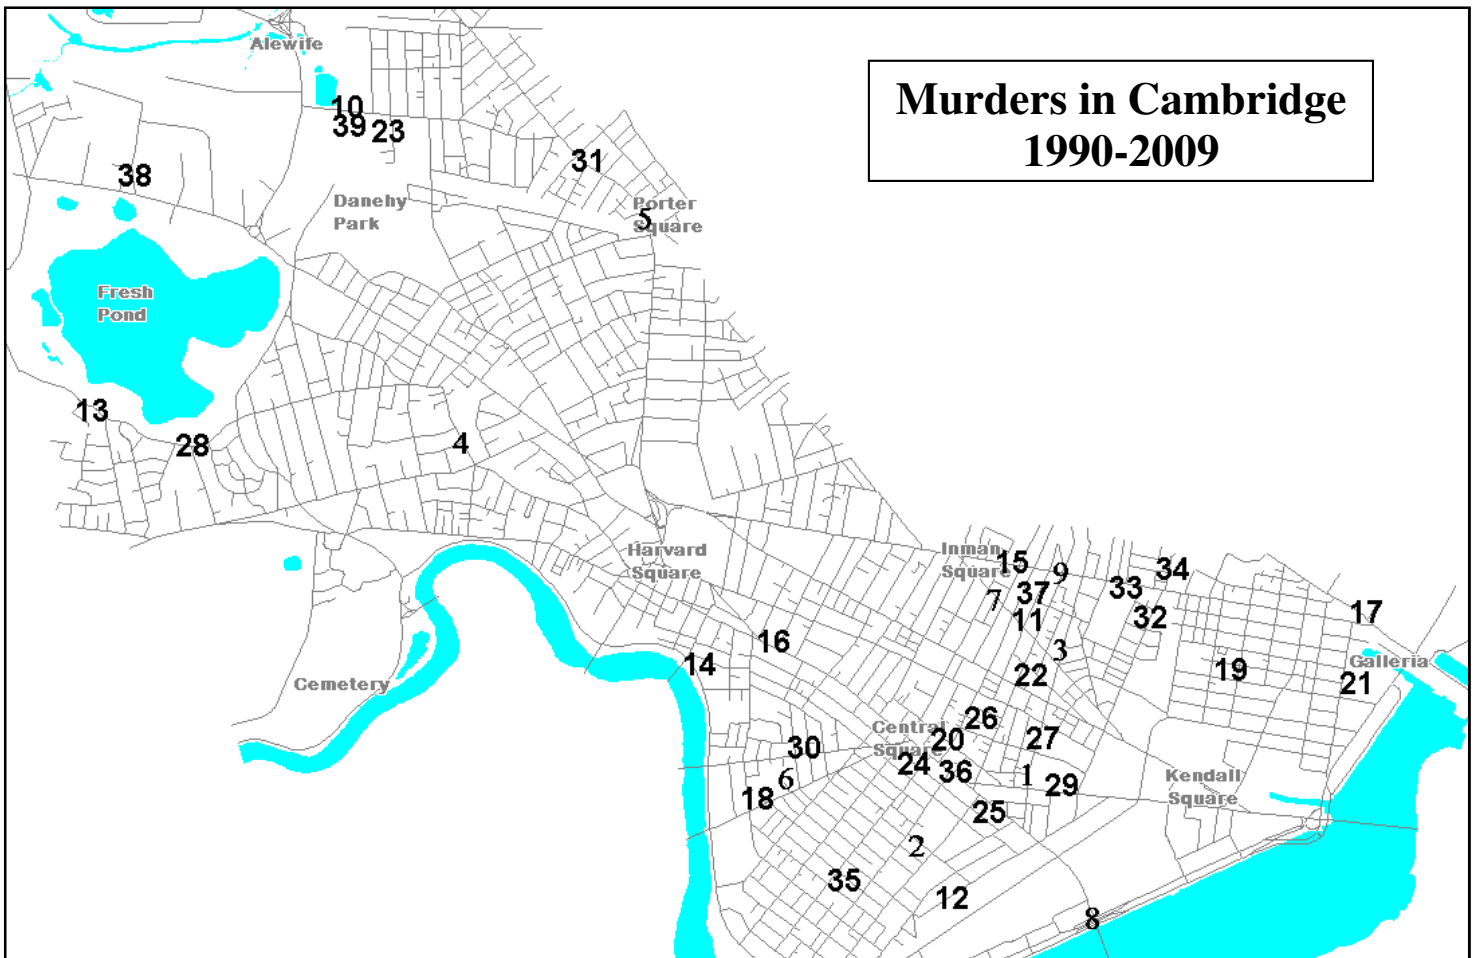 Murders in Cambridge
1990-2009
Alewife
10
39
23
31
38
Danehy
Park
Porter
Square
5
Fresh
Pond
13
28
4
Harvard
Square
Inman
Square
15
9
34
33
37
7
11
32
17
16
3
14
22
19
Galleria
21
Cemetery
26
Central
Square
20
27
30
24
36
1
29
6
18
Kendall
Square
25
2
35
12
8